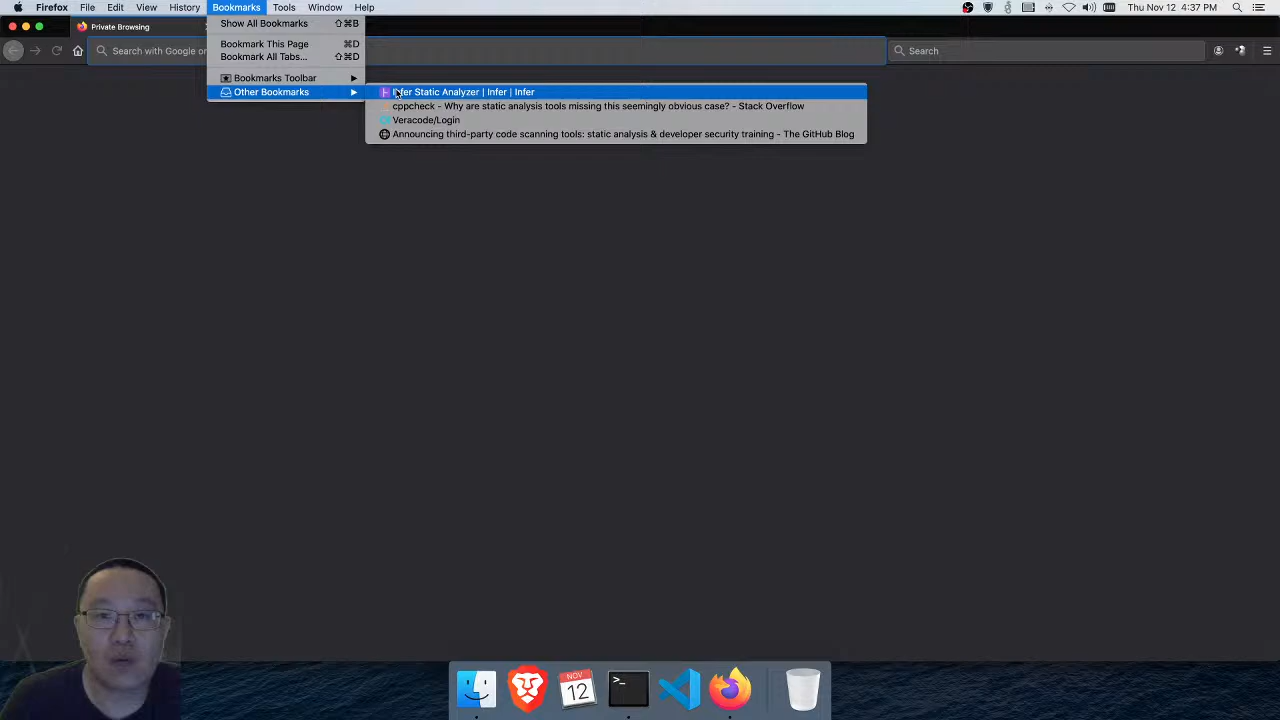 Firefox File Edit View History Bookmarks Tools Window Help Thu Nov 12 4:37 PM
Private Browsing
Show All Bookmarks ⇧⌘B
Bookmark This Page ⌘D
Bookmark All Tabs... ⇧⌘D
Bookmarks Toolbar
Other Bookmarks
Search with Google or
Search
Infer Static Analyzer | Infer | Infer
cppcheck - Why are static analysis tools missing this seemingly obvious case? - Stack Overflow
Veracode/Login
Announcing third-party code scanning tools: static analysis & developer security training - The GitHub Blog
NOV
12
>_